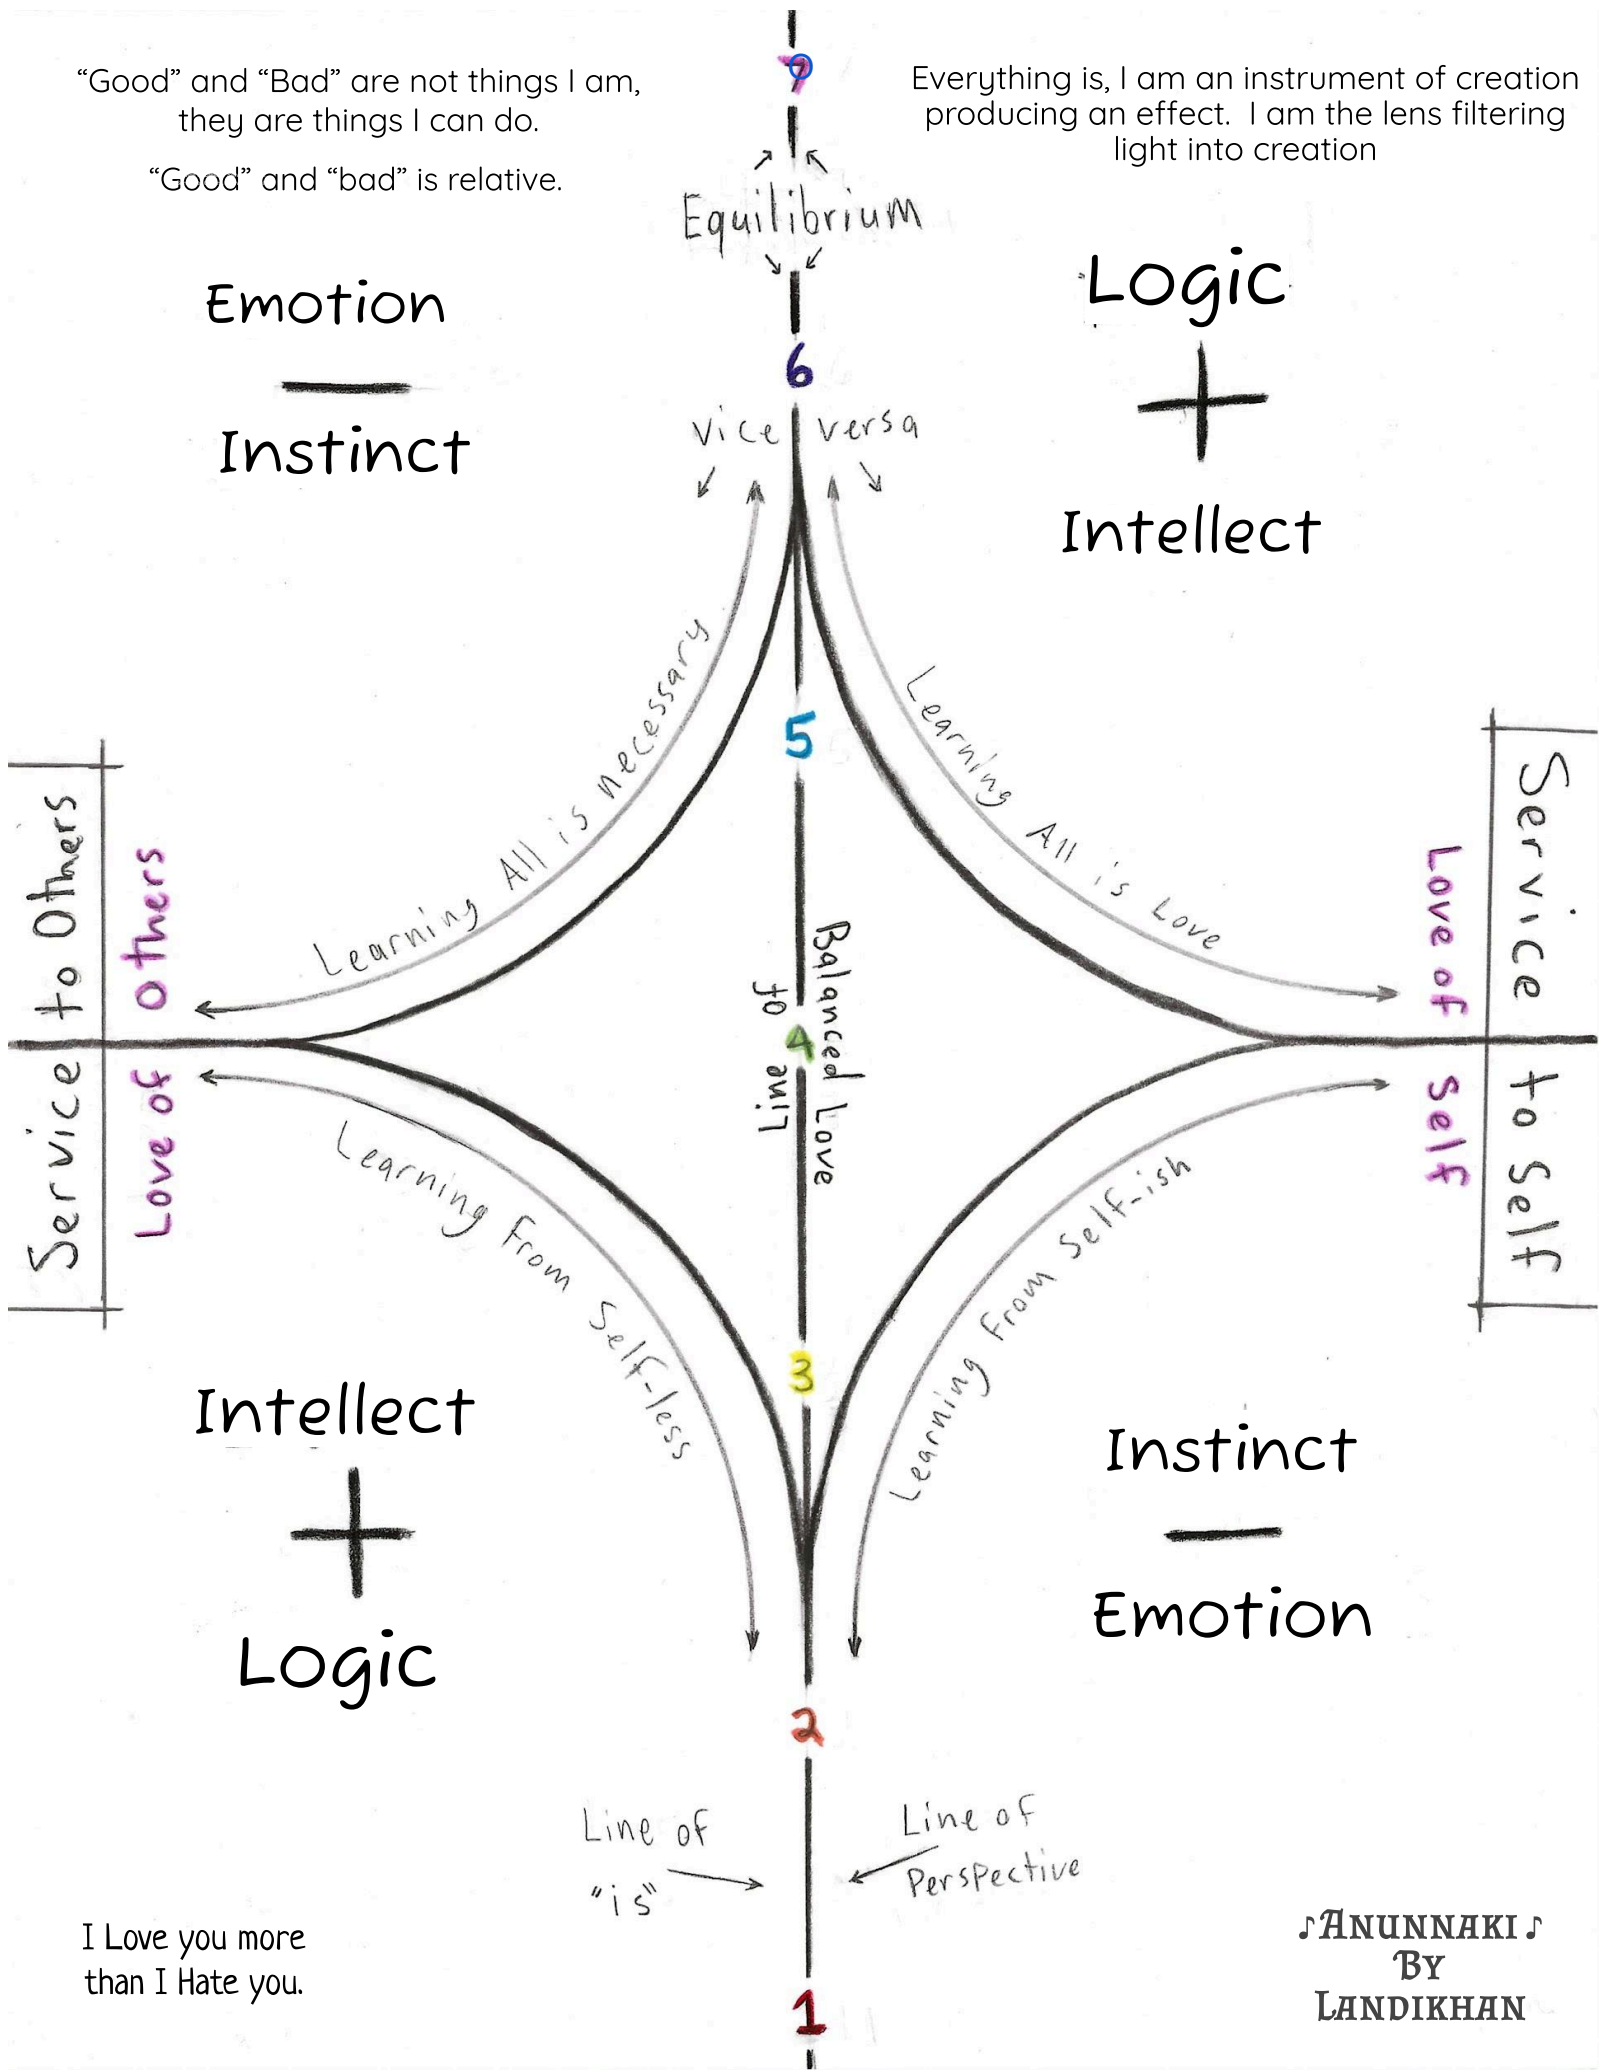 “Good” and “Bad” are not things I am,
they are things I can do.
“Good” and “bad” is relative.
7
Everything is, I am an instrument of creation
producing an effect. I am the lens filtering
light into creation
Equilibrium
Emotion
Instinct
Logic
Intellect
6
Vice versa
Learning All is necessary
Learning All is Love
5
Service to Others
Love of Others
Line of
4
Balanced Love
Love of Self
Service to Self
Learning From Self-less
Learning From Self-ish
3
Intellect
Logic
Instinct
Emotion
2
Line of
“is”
Line of
Perspective
I Love you more
than I Hate you.
♪Anunnaki♪
By
Landikhan
1